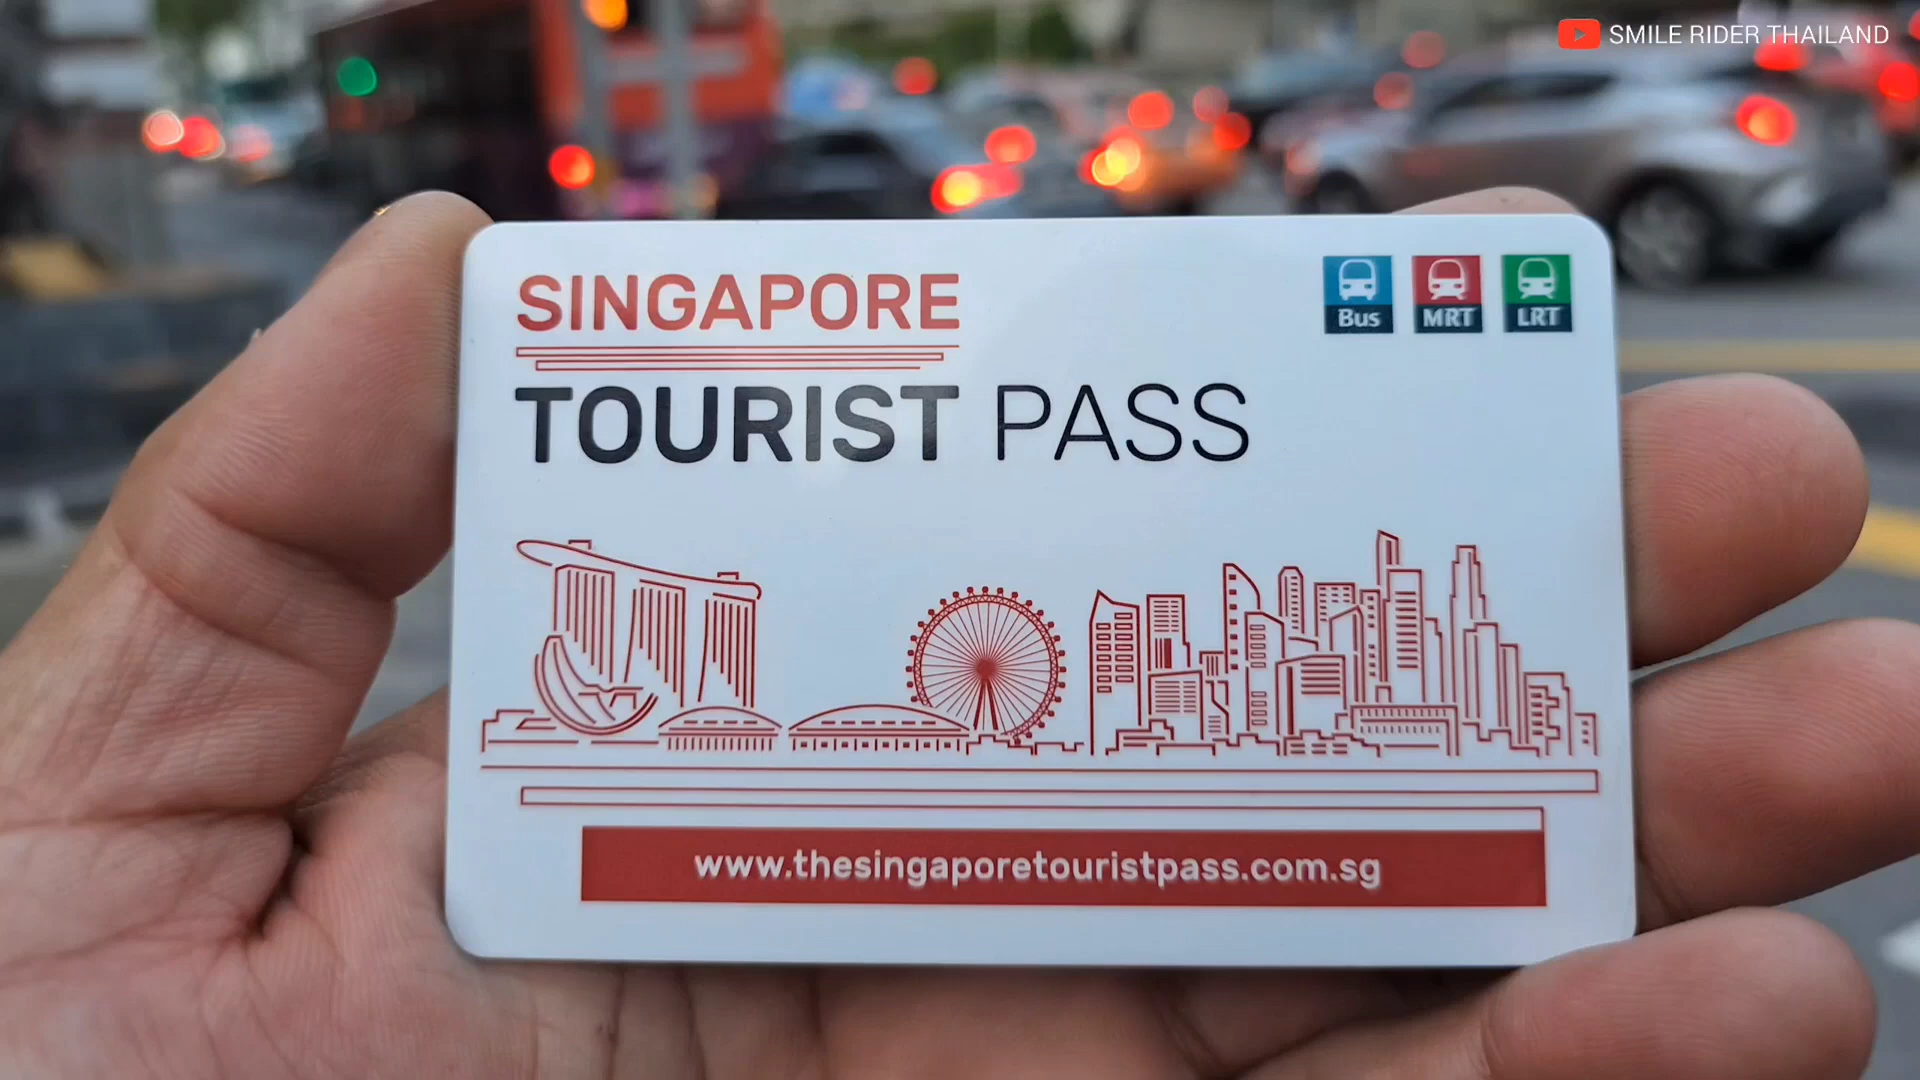 SMILE RIDER THAILAND
SINGAPORE
Bus MRT LRT
TOURIST PASS
www.thesingaporetouristpass.com.sg